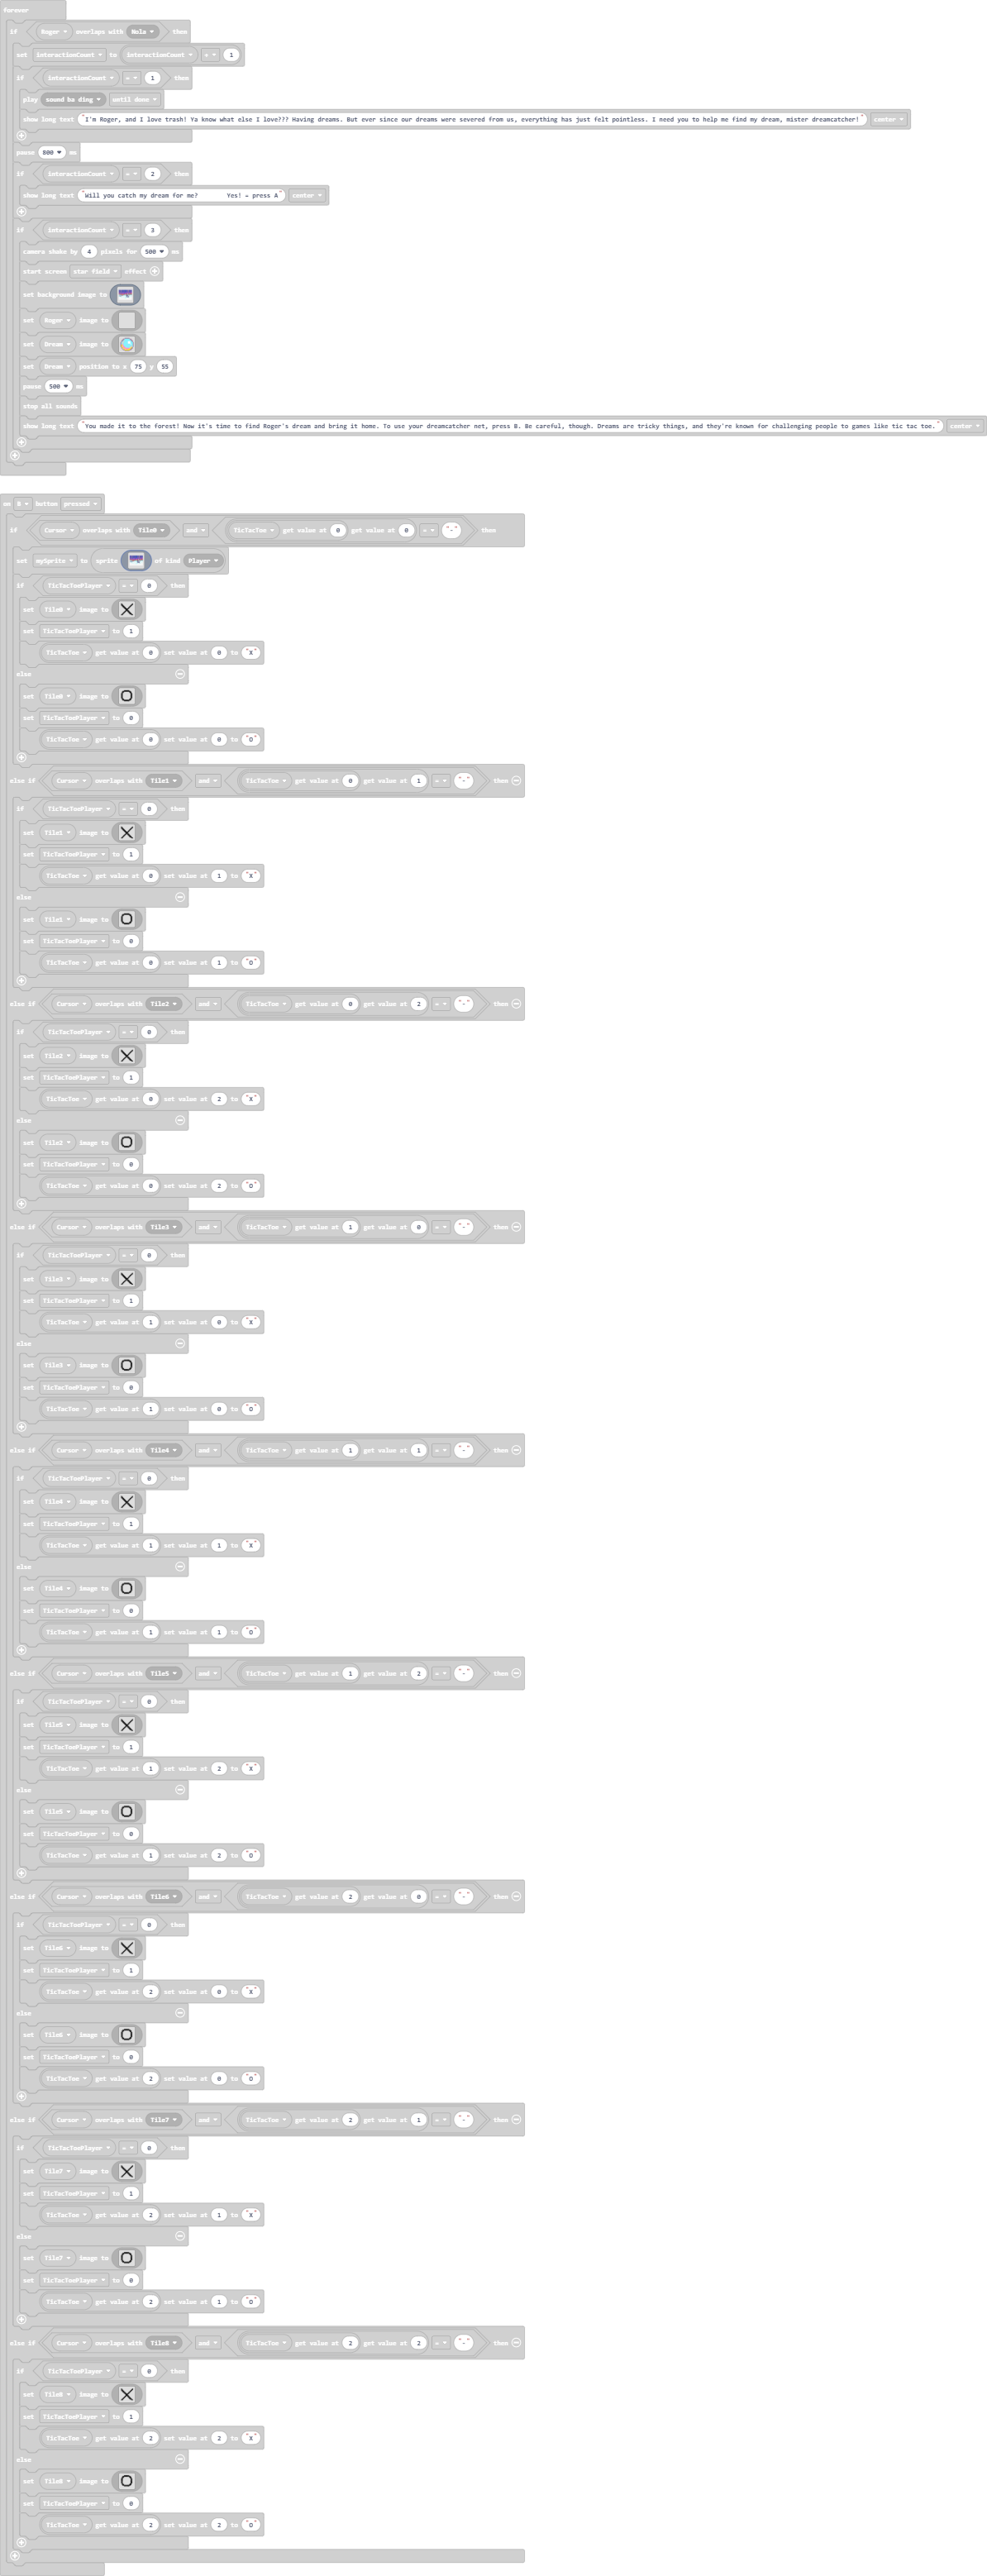 forever
if Roger overlaps with Nola then
set interactionCount to interactionCount + 1
if interactionCount = 1 then
play sound ba ding until done
show long text "I'm Roger, and I love trash! Ya know what else I love??? Having dreams. But ever since our dreams were severed from us, everything has just felt pointless. I need you to help me find my dream, mister dreamcatcher!" center
pause 800 ms
if interactionCount = 2 then
show long text "Will you catch my dream for me? Yes! = press A" center
if interactionCount = 3 then
camera shake by 4 pixels for 500 ms
start screen star field effect
set background image to
set Roger image to
set Dream image to
set Dream position to x 75 y 55
pause 500 ms
stop all sounds
show long text "You made it to the forest! Now it's time to find Roger's dream and bring it home. To use your dreamcatcher net, press B. Be careful, though. Dreams are tricky things, and they're known for challenging people to games like tic tac toe." center
on button pressed
if Cursor overlaps with Tile0 and TicTacToe get value at 0 get value at 0 = "-" then
set mySprite to sprite of kind Player
if TicTacToePlayer = 0 then
set Tile0 image to
set TicTacToePlayer to 1
TicTacToe get value at 0 set value at 0 to "X"
else
set Tile0 image to
set TicTacToePlayer to 0
TicTacToe get value at 0 set value at 0 to "O"
else if Cursor overlaps with Tile1 and TicTacToe get value at 0 get value at 1 = "-" then
if TicTacToePlayer = 0 then
set Tile1 image to
set TicTacToePlayer to 1
TicTacToe get value at 0 set value at 1 to "X"
else
set Tile1 image to
set TicTacToePlayer to 0
TicTacToe get value at 0 set value at 1 to "O"
else if Cursor overlaps with Tile2 and TicTacToe get value at 0 get value at 2 = "-" then
if TicTacToePlayer = 0 then
set Tile2 image to
set TicTacToePlayer to 1
TicTacToe get value at 0 set value at 2 to "X"
else
set Tile2 image to
set TicTacToePlayer to 0
TicTacToe get value at 0 set value at 2 to "O"
else if Cursor overlaps with Tile3 and TicTacToe get value at 1 get value at 0 = "-" then
if TicTacToePlayer = 0 then
set Tile3 image to
set TicTacToePlayer to 1
TicTacToe get value at 1 set value at 0 to "X"
else
set Tile3 image to
set TicTacToePlayer to 0
TicTacToe get value at 1 set value at 0 to "O"
else if Cursor overlaps with Tile4 and TicTacToe get value at 1 get value at 1 = "-" then
if TicTacToePlayer = 0 then
set Tile4 image to
set TicTacToePlayer to 1
TicTacToe get value at 1 set value at 1 to "X"
else
set Tile4 image to
set TicTacToePlayer to 0
TicTacToe get value at 1 set value at 1 to "O"
else if Cursor overlaps with Tile5 and TicTacToe get value at 1 get value at 2 = "-" then
if TicTacToePlayer = 0 then
set Tile5 image to
set TicTacToePlayer to 1
TicTacToe get value at 1 set value at 2 to "X"
else
set Tile5 image to
set TicTacToePlayer to 0
TicTacToe get value at 1 set value at 2 to "O"
else if Cursor overlaps with Tile6 and TicTacToe get value at 2 get value at 0 = "-" then
if TicTacToePlayer = 0 then
set Tile6 image to
set TicTacToePlayer to 1
TicTacToe get value at 2 set value at 0 to "X"
else
set Tile6 image to
set TicTacToePlayer to 0
TicTacToe get value at 2 set value at 0 to "O"
else if Cursor overlaps with Tile7 and TicTacToe get value at 2 get value at 1 = "-" then
if TicTacToePlayer = 0 then
set Tile7 image to
set TicTacToePlayer to 1
TicTacToe get value at 2 set value at 1 to "X"
else
set Tile7 image to
set TicTacToePlayer to 0
TicTacToe get value at 2 set value at 1 to "O"
else if Cursor overlaps with Tile8 and TicTacToe get value at 2 get value at 2 = "-" then
if TicTacToePlayer = 0 then
set Tile8 image to
set TicTacToePlayer to 1
TicTacToe get value at 2 set value at 2 to "X"
else
set Tile8 image to
set TicTacToePlayer to 0
TicTacToe get value at 2 set value at 2 to "O"